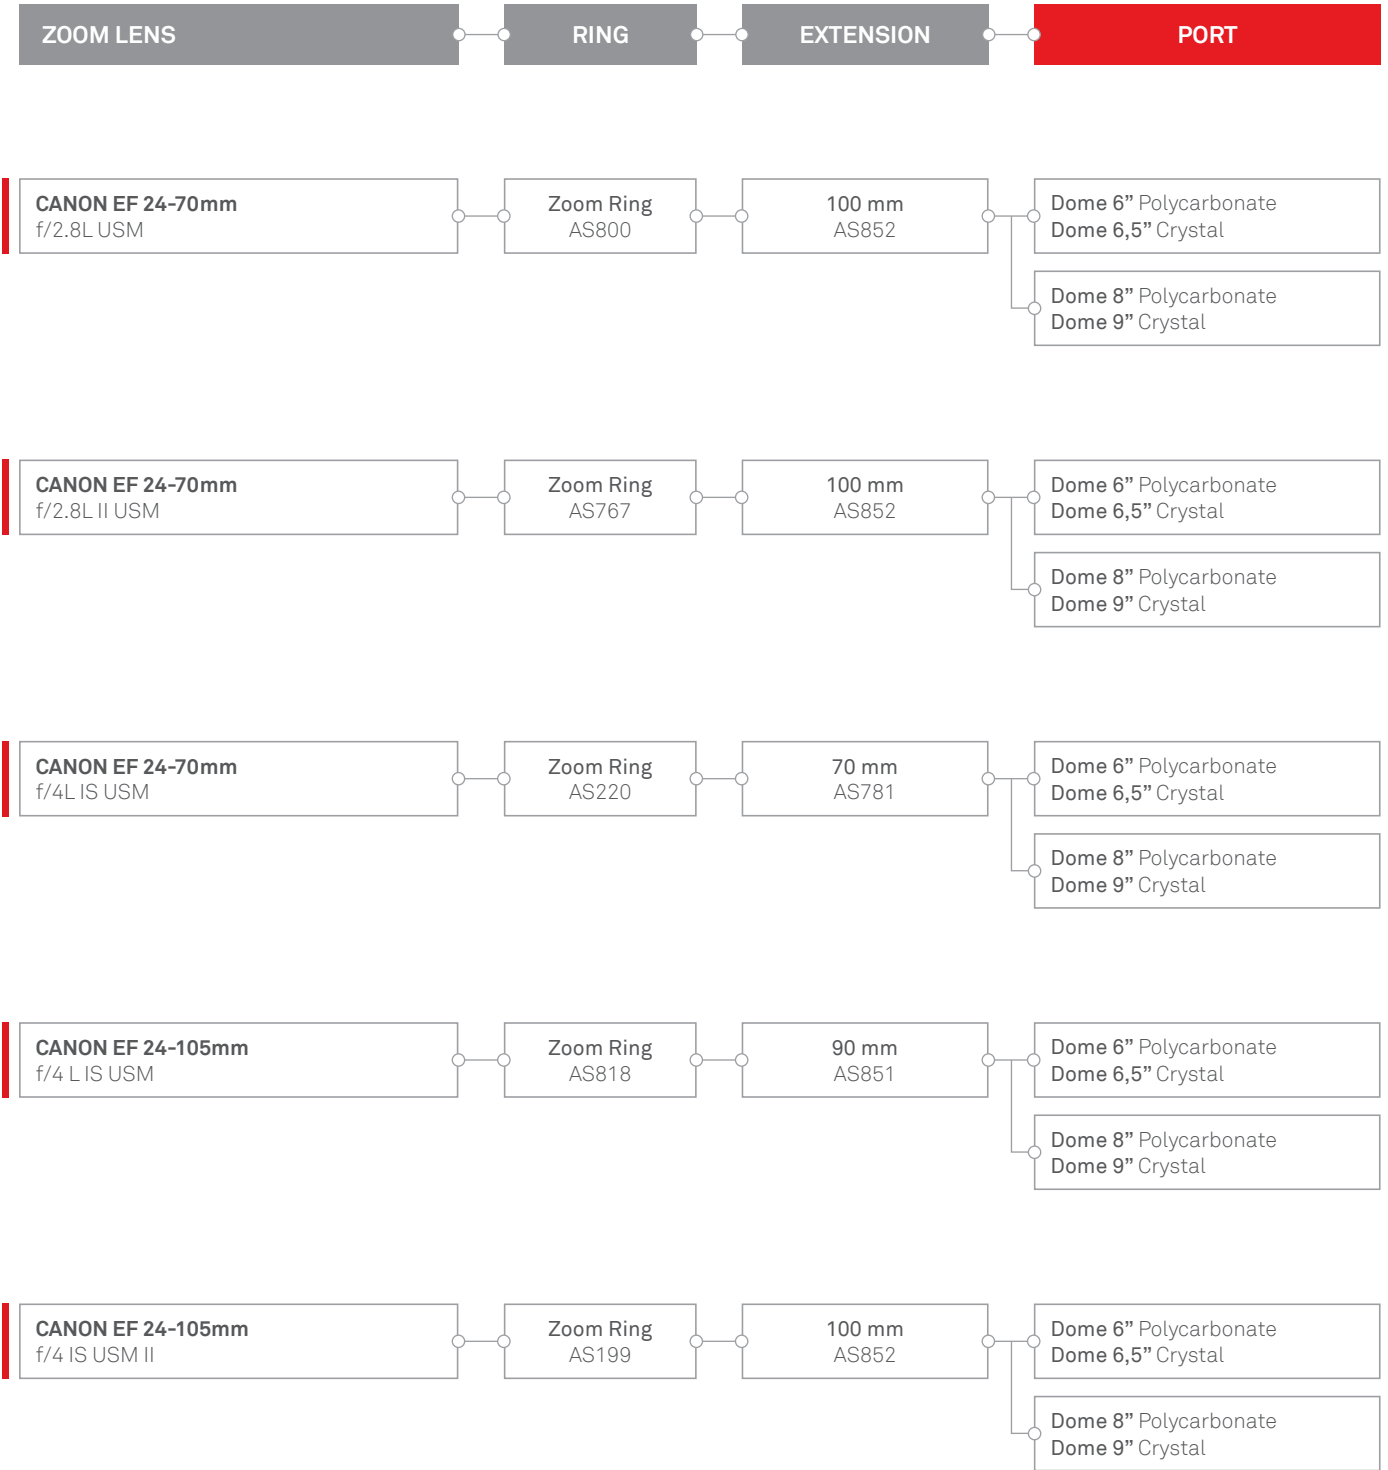 ZOOM LENS
RING
EXTENSION
PORT
CANON EF 24-70mm
f/2.8L USM
Zoom Ring
AS800
100 mm
AS852
Dome 6” Polycarbonate
Dome 6,5” Crystal
Dome 8” Polycarbonate
Dome 9” Crystal
CANON EF 24-70mm
f/2.8L II USM
Zoom Ring
AS767
100 mm
AS852
Dome 6” Polycarbonate
Dome 6,5” Crystal
Dome 8” Polycarbonate
Dome 9” Crystal
CANON EF 24-70mm
f/4L IS USM
Zoom Ring
AS220
70 mm
AS781
Dome 6” Polycarbonate
Dome 6,5” Crystal
Dome 8” Polycarbonate
Dome 9” Crystal
CANON EF 24-105mm
f/4 L IS USM
Zoom Ring
AS818
90 mm
AS851
Dome 6” Polycarbonate
Dome 6,5” Crystal
Dome 8” Polycarbonate
Dome 9” Crystal
CANON EF 24-105mm
f/4 IS USM II
Zoom Ring
AS199
100 mm
AS852
Dome 6” Polycarbonate
Dome 6,5” Crystal
Dome 8” Polycarbonate
Dome 9” Crystal